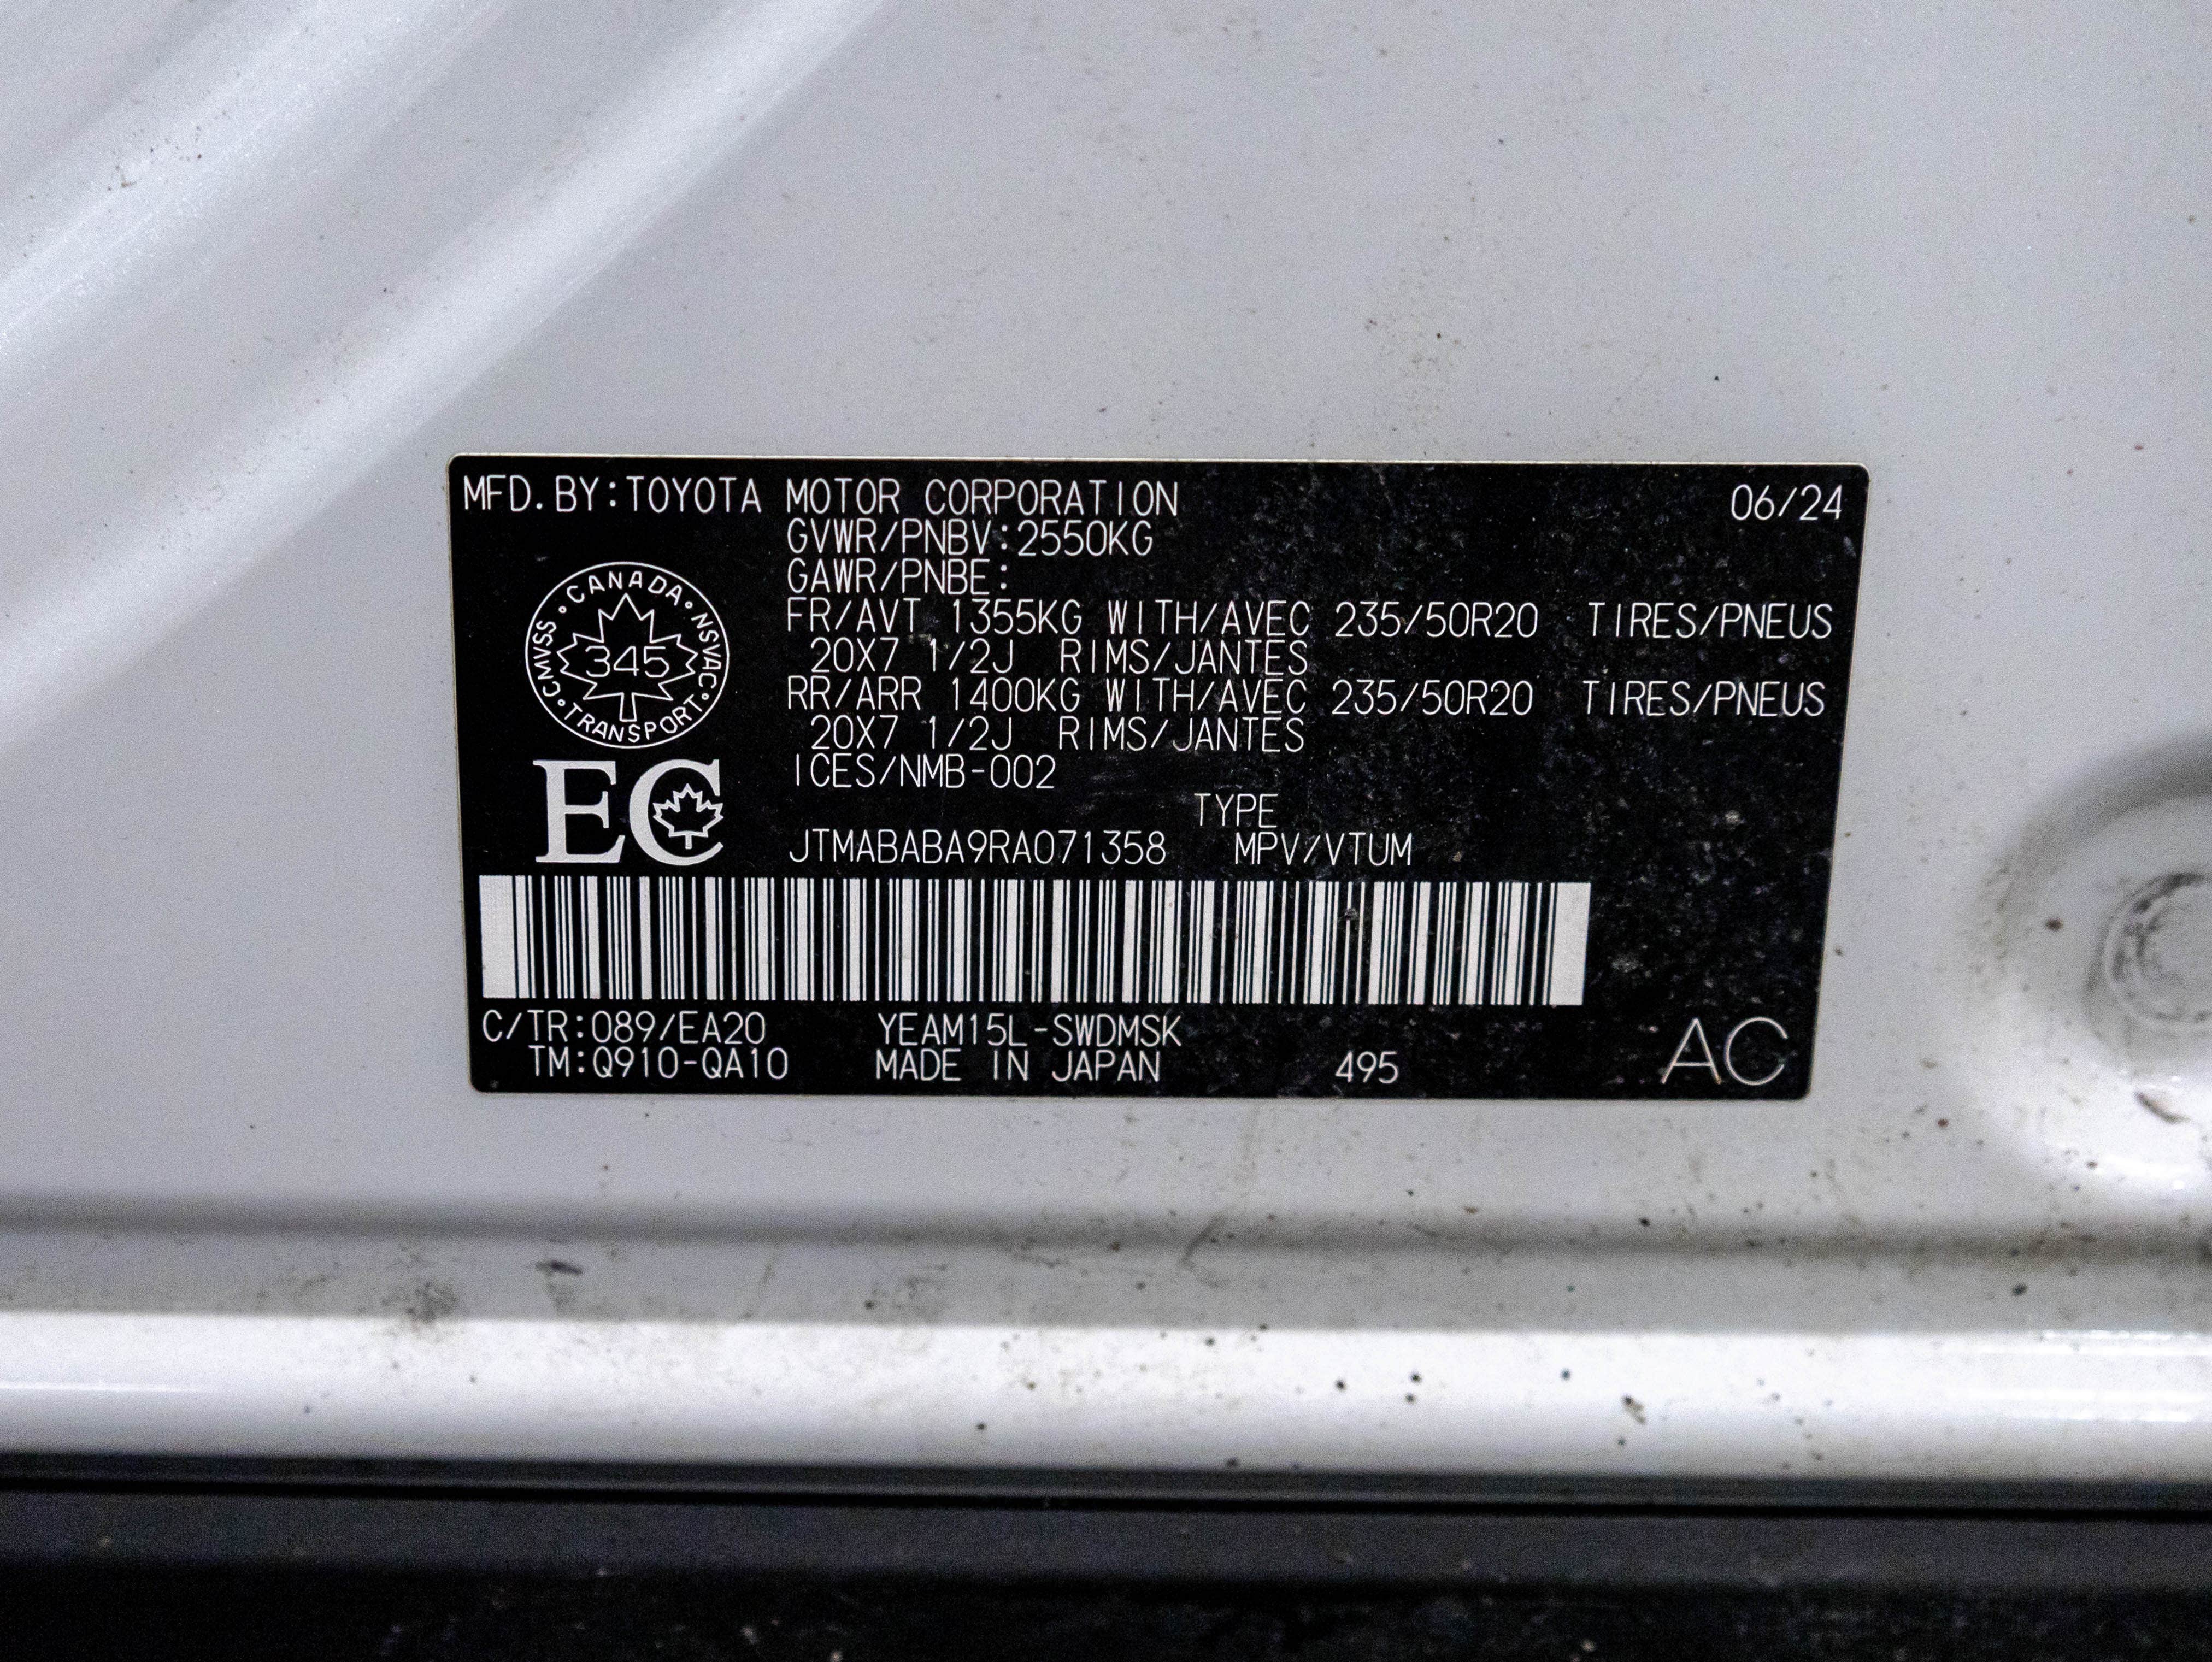 MFD. BY:TOYOTA MOTOR CORPORATION 06/24
GVWR/PNBV:2550KG
GAWR/PNBE:
FR/AVT 1355KG WITH/AVEC 235/50R20 TIRES/PNEUS
20X7 1/2J RIMS/JANTES
RR/ARR 1400KG WITH/AVEC 235/50R20 TIRES/PNEUS
20X7 1/2J RIMS/JANTES
ICES/NMB-002
CANADA • NSVAC • TRANSPORT • CMVSS •
345
EC
TYPE
JTMABABA9RA071358 MPV/VTUM
C/TR:089/EA20 YEAM15L-SWDMSK
TM:Q910-QA10 MADE IN JAPAN 495 AC